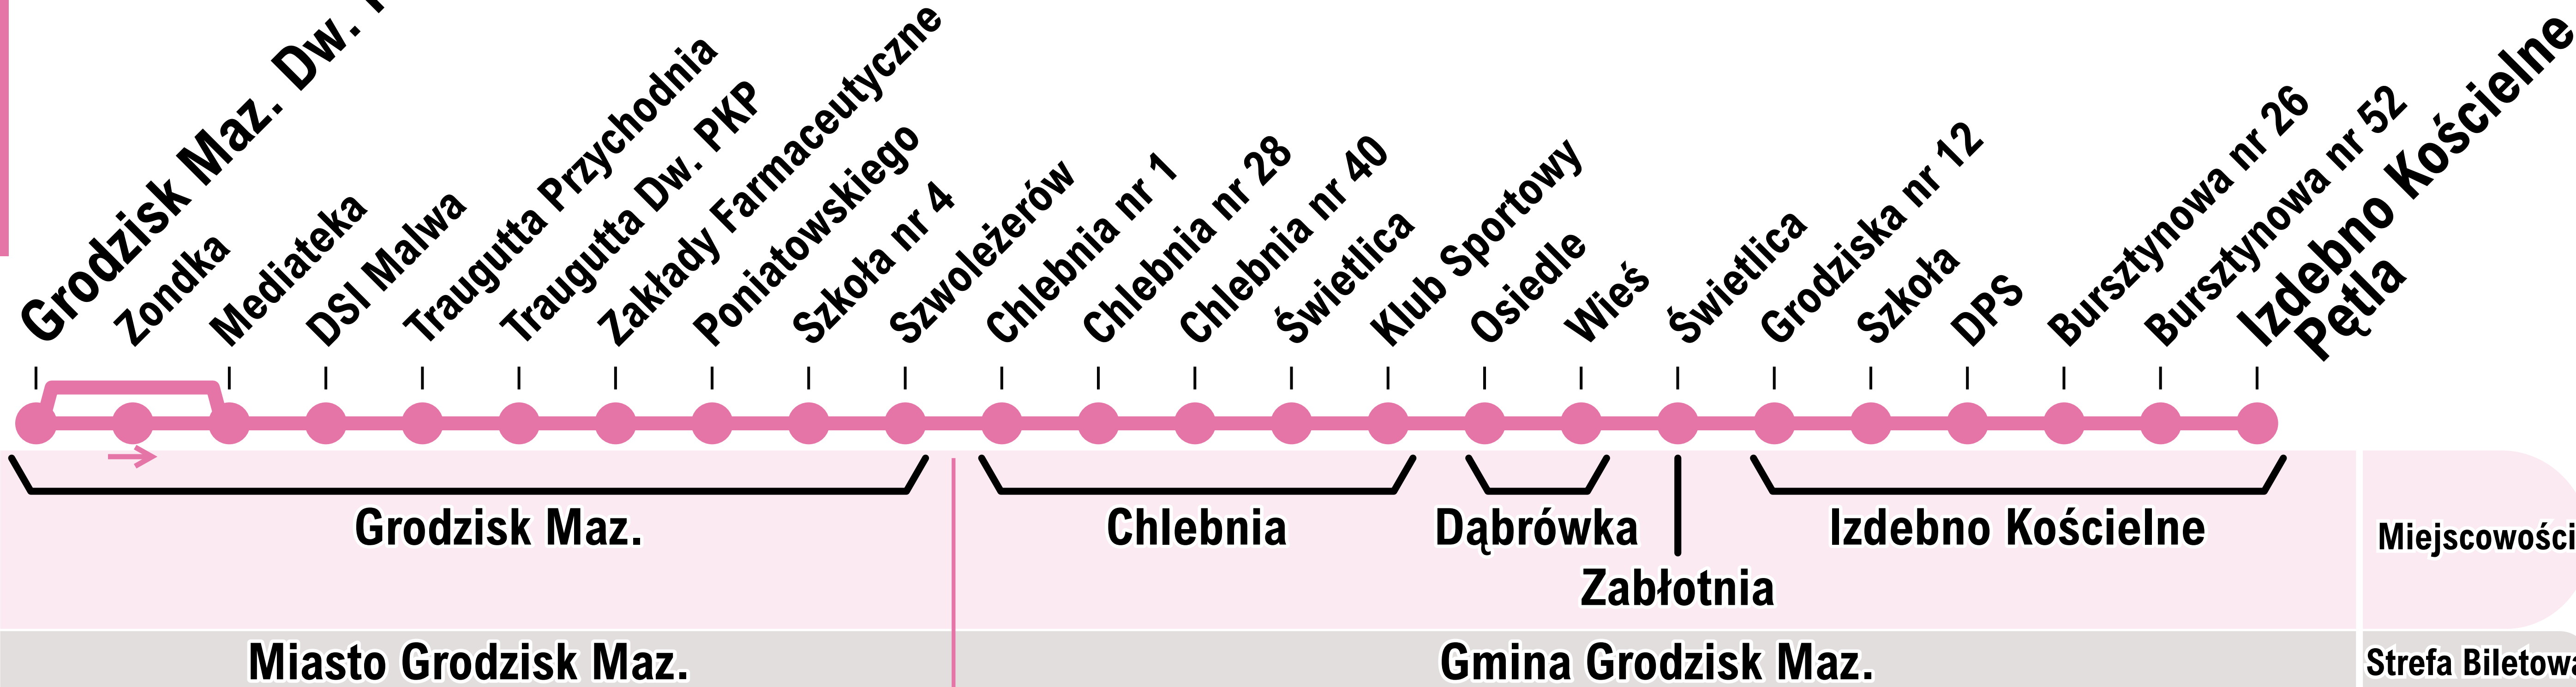 Grodzisk Maz. Dw.
Zondka
Mediateka
DSI Malwa
Traugutta Przychodnia
Traugutta Dw. PKP
Zakłady Farmaceutyczne
Poniatowskiego
Szkoła nr 4
Szwoleżerów
Chlebnia nr 1
Chlebnia nr 28
Chlebnia nr 40
Świetlica
Klub Sportowy
Osiedle
Wieś
Świetlica
Grodziska nr 12
Szkoła
DPS
Bursztynowa nr 26
Bursztynowa nr 52
Izdebno Kościelne
Pętla
Grodzisk Maz.
Chlebnia
Dąbrówka
Zabłotnia
Izdebno Kościelne
Miejscowości
Miasto Grodzisk Maz.
Gmina Grodzisk Maz.
Strefa Biletowa